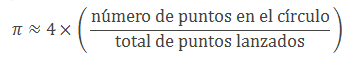 π ≈ 4 × (número de puntos en el círculo / total de puntos lanzados)